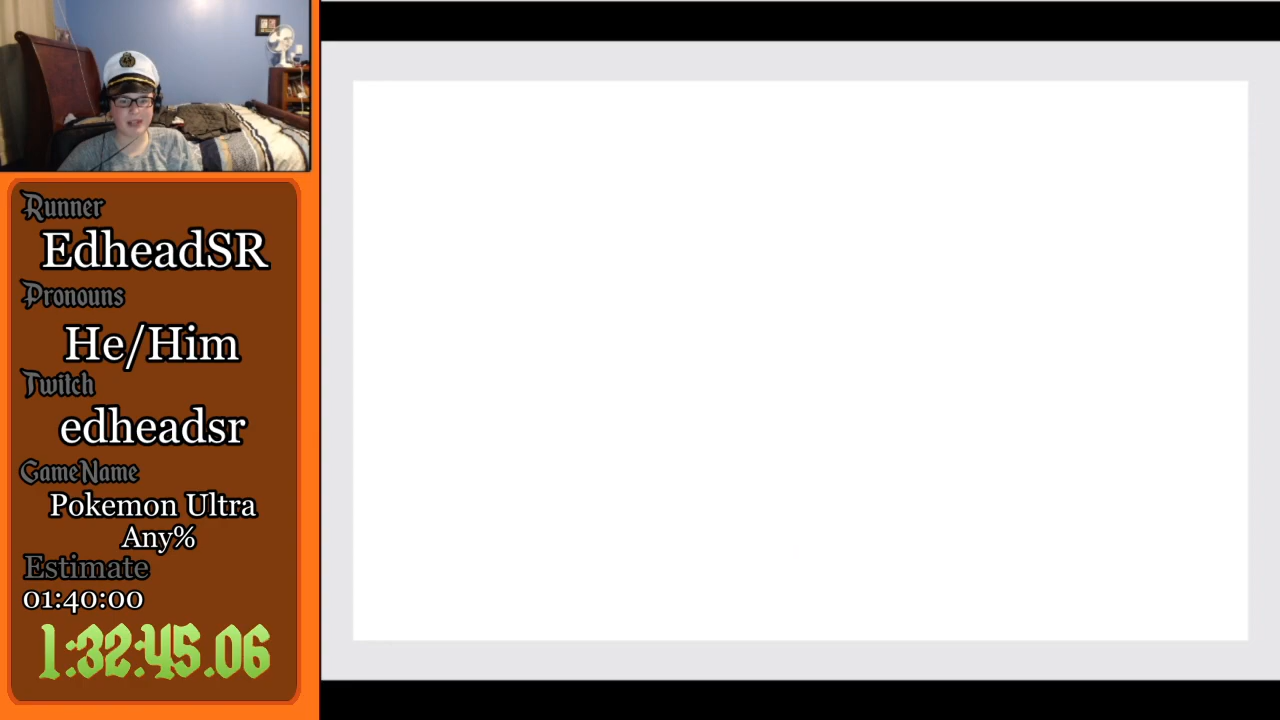 Runner
EdheadSR
Pronouns
He/Him
Twitch
edheadsr
GameName
Pokemon Ultra
Any%
Estimate
01:40:00
1:32:45.06